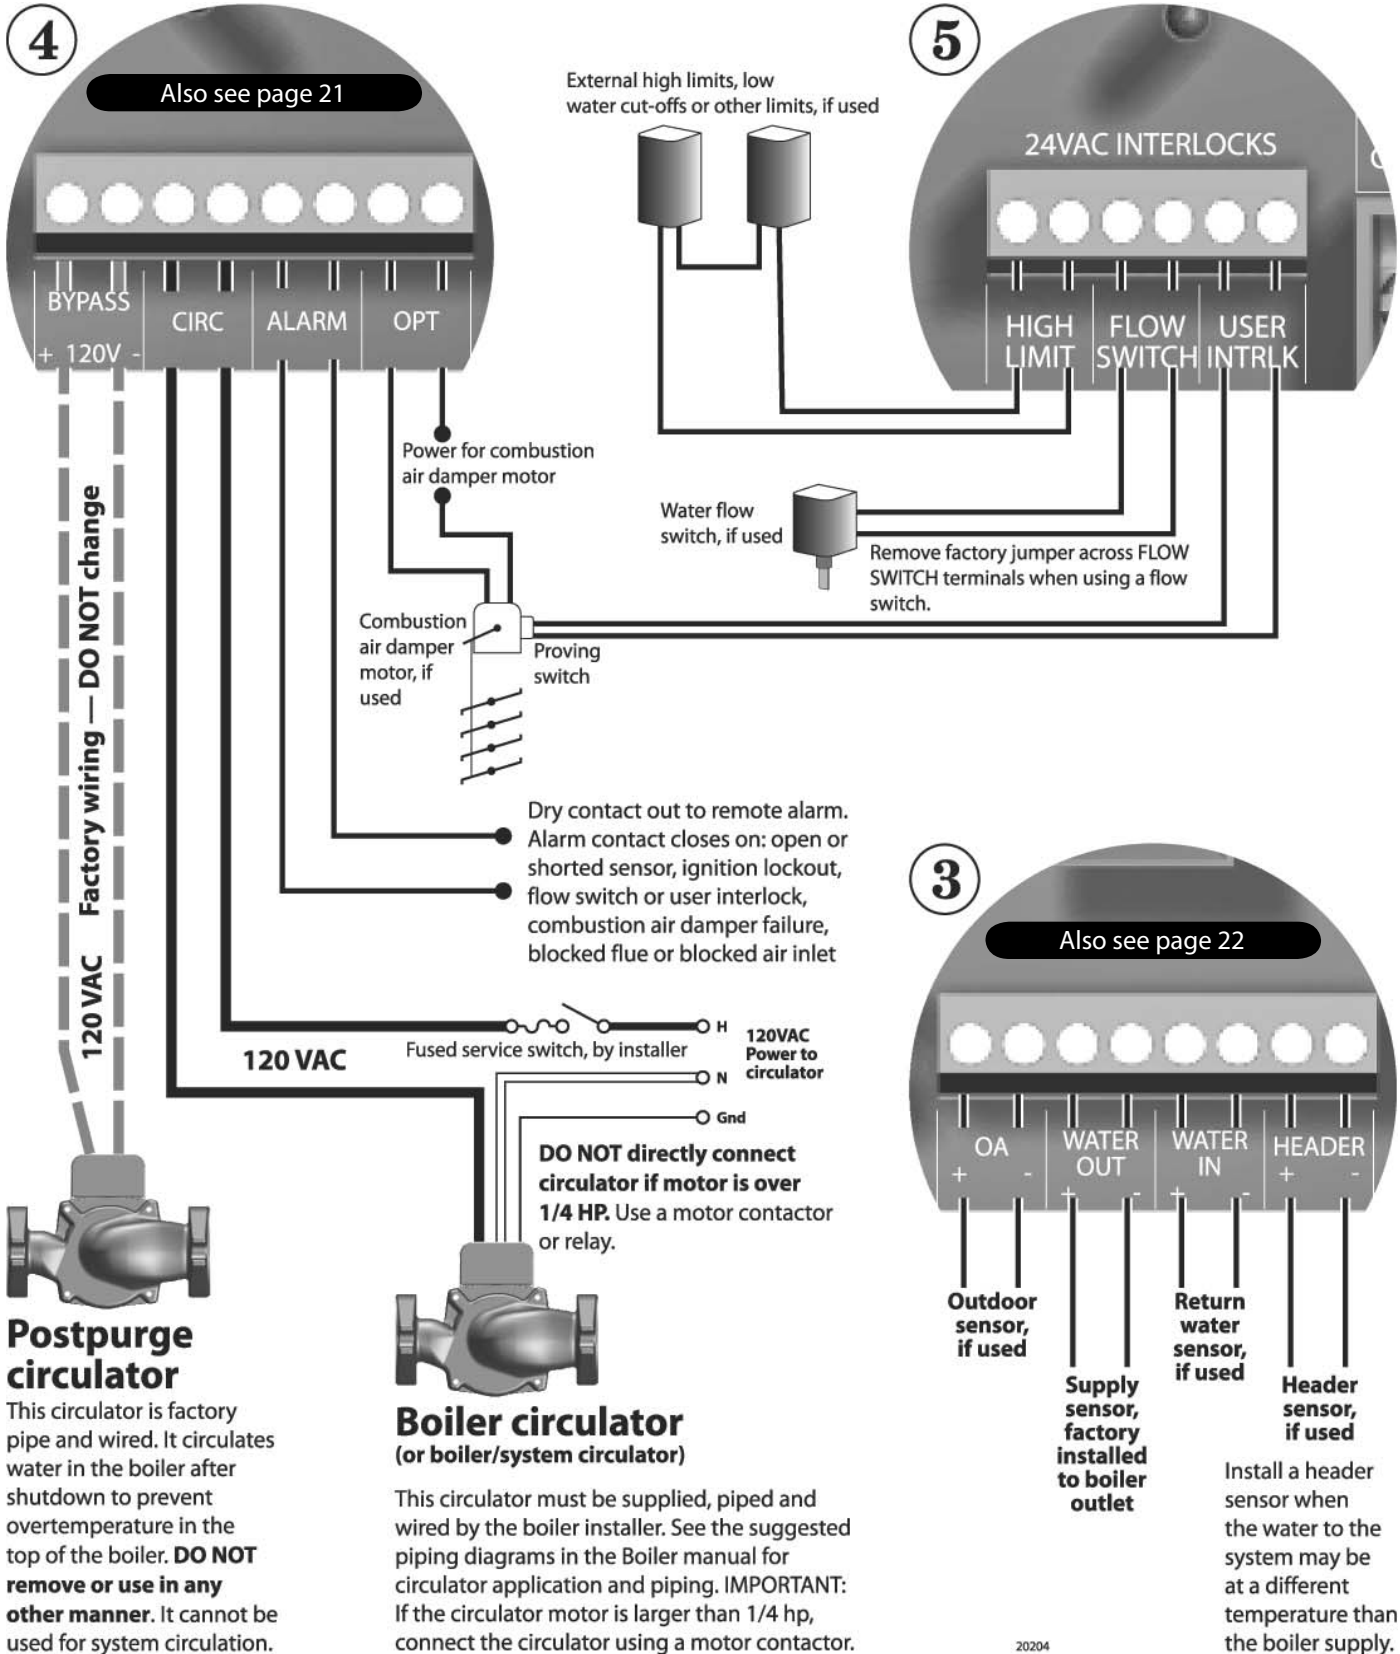 4
Also see page 21
BYPASS
+ 120V -
CIRC
ALARM
OPT
External high limits, low
water cut-offs or other limits, if used
5
24VAC INTERLOCKS
HIGH
LIMIT
FLOW
SWITCH
USER
INTRLK
Power for combustion
air damper motor
Water flow
switch, if used
Remove factory jumper across FLOW
SWITCH terminals when using a flow
switch.
Combustion
air damper
motor, if
used
Proving
switch
120 VAC Factory wiring — DO NOT change
Dry contact out to remote alarm.
Alarm contact closes on: open or
shorted sensor, ignition lockout,
flow switch or user interlock,
combustion air damper failure,
blocked flue or blocked air inlet
120 VAC
Fused service switch, by installer
H
N
Gnd
120VAC
Power to
circulator
DO NOT directly connect
circulator if motor is over
1/4 HP. Use a motor contactor
or relay.
Postpurge
circulator
This circulator is factory
pipe and wired. It circulates
water in the boiler after
shutdown to prevent
overtemperature in the
top of the boiler. DO NOT
remove or use in any
other manner. It cannot be
used for system circulation.
Boiler circulator
(or boiler/system circulator)
This circulator must be supplied, piped and
wired by the boiler installer. See the suggested
piping diagrams in the Boiler manual for
circulator application and piping. IMPORTANT:
If the circulator motor is larger than 1/4 hp,
connect the circulator using a motor contactor.
3
Also see page 22
OA
+ -
WATER
OUT
+ -
WATER
IN
+ -
HEADER
+ -
Outdoor
sensor,
if used
Supply
sensor,
factory
installed
to boiler
outlet
Return
water
sensor,
if used
Header
sensor,
if used
Install a header
sensor when
the water to the
system may be
at a different
temperature than
the boiler supply.
20204